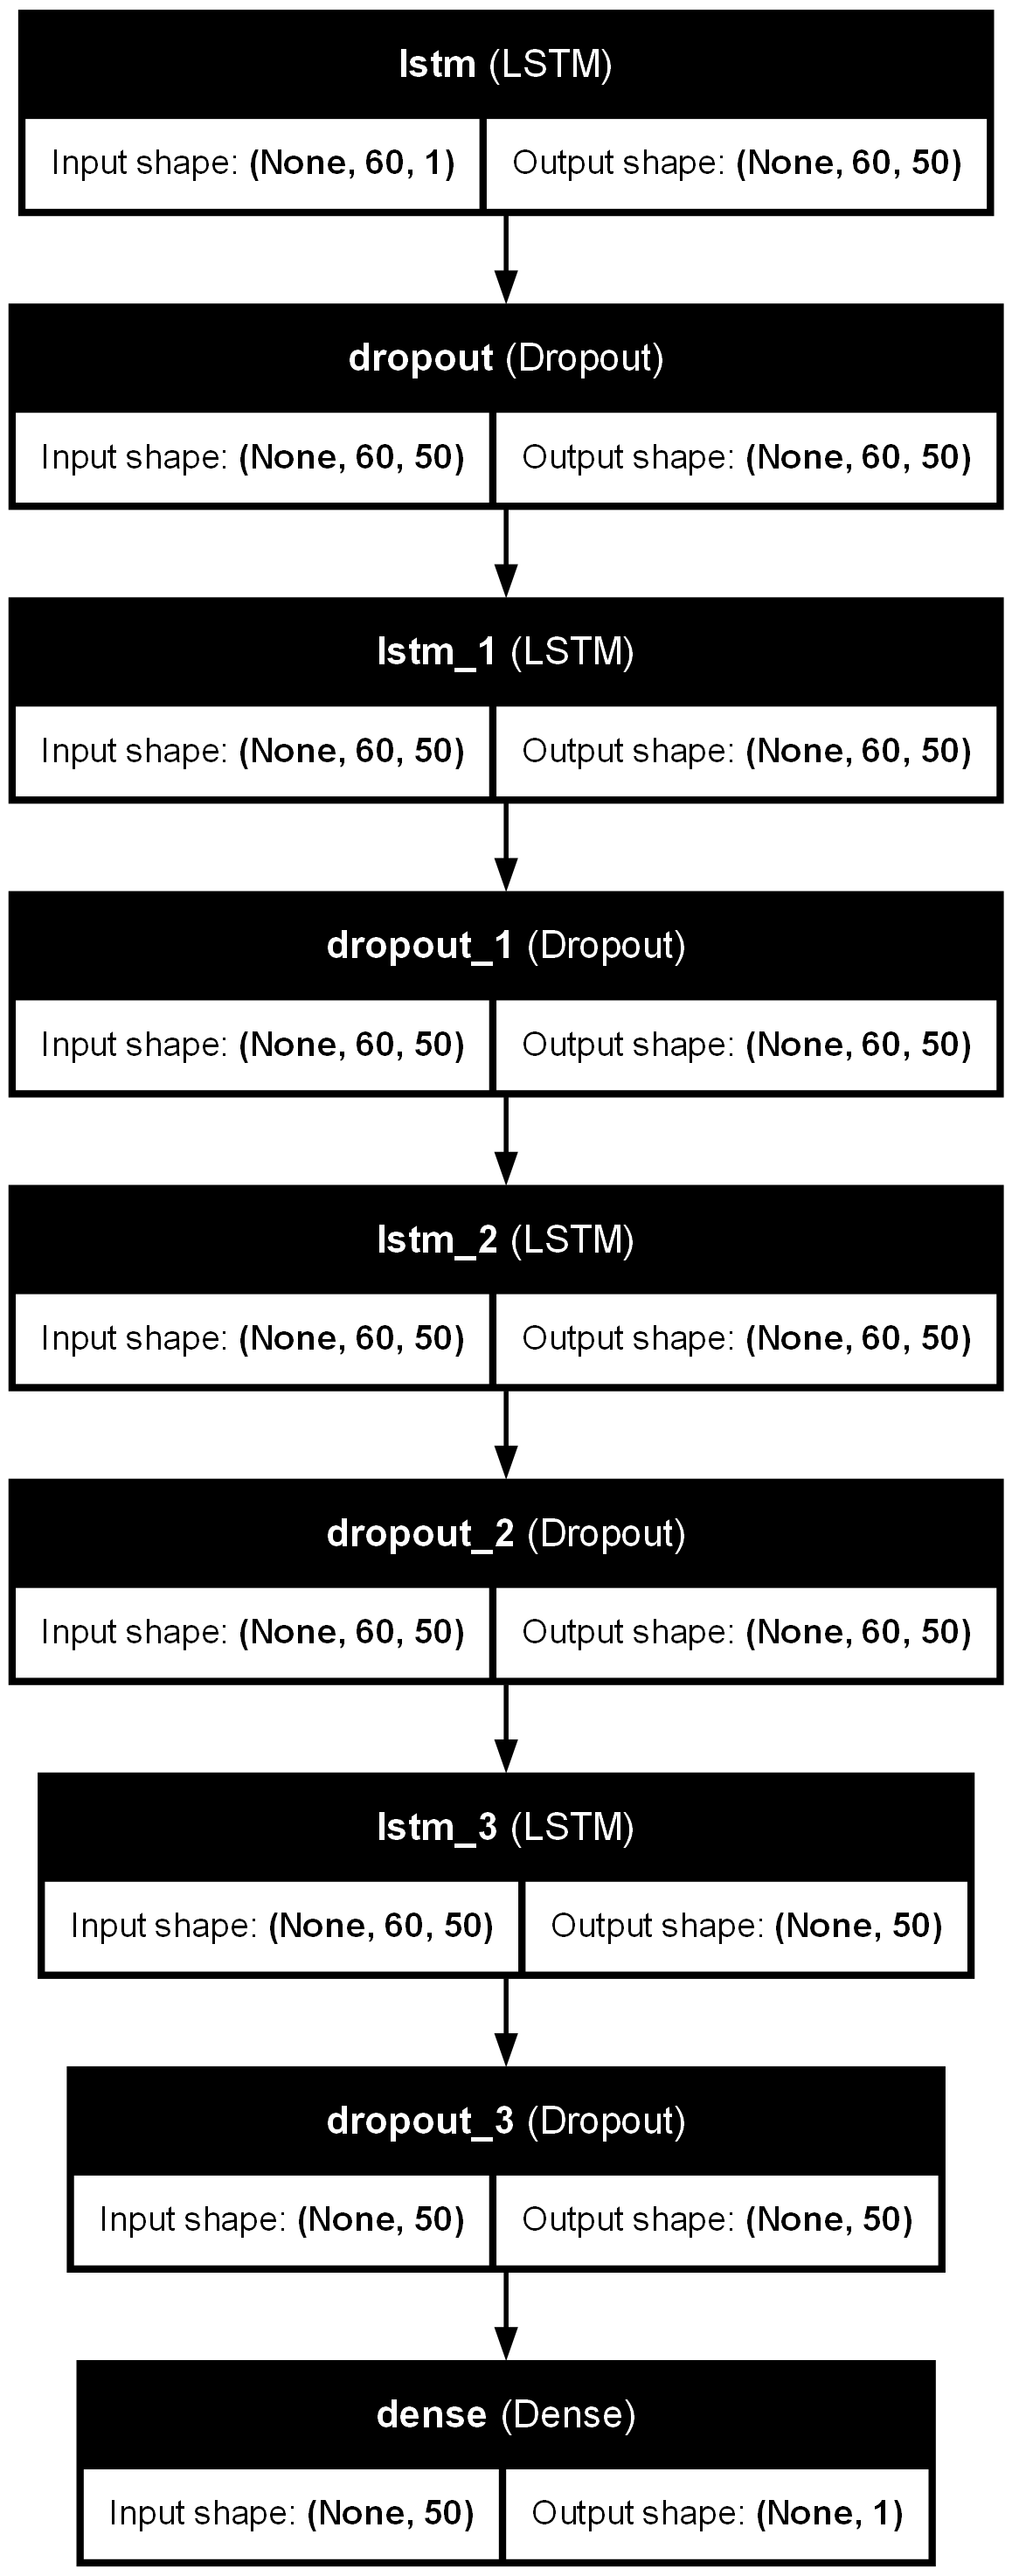 lstm (LSTM)
Input shape: (None, 60, 1) Output shape: (None, 60, 50)
dropout (Dropout)
Input shape: (None, 60, 50) Output shape: (None, 60, 50)
lstm_1 (LSTM)
Input shape: (None, 60, 50) Output shape: (None, 60, 50)
dropout_1 (Dropout)
Input shape: (None, 60, 50) Output shape: (None, 60, 50)
lstm_2 (LSTM)
Input shape: (None, 60, 50) Output shape: (None, 60, 50)
dropout_2 (Dropout)
Input shape: (None, 60, 50) Output shape: (None, 60, 50)
lstm_3 (LSTM)
Input shape: (None, 60, 50) Output shape: (None, 50)
dropout_3 (Dropout)
Input shape: (None, 50) Output shape: (None, 50)
dense (Dense)
Input shape: (None, 50) Output shape: (None, 1)